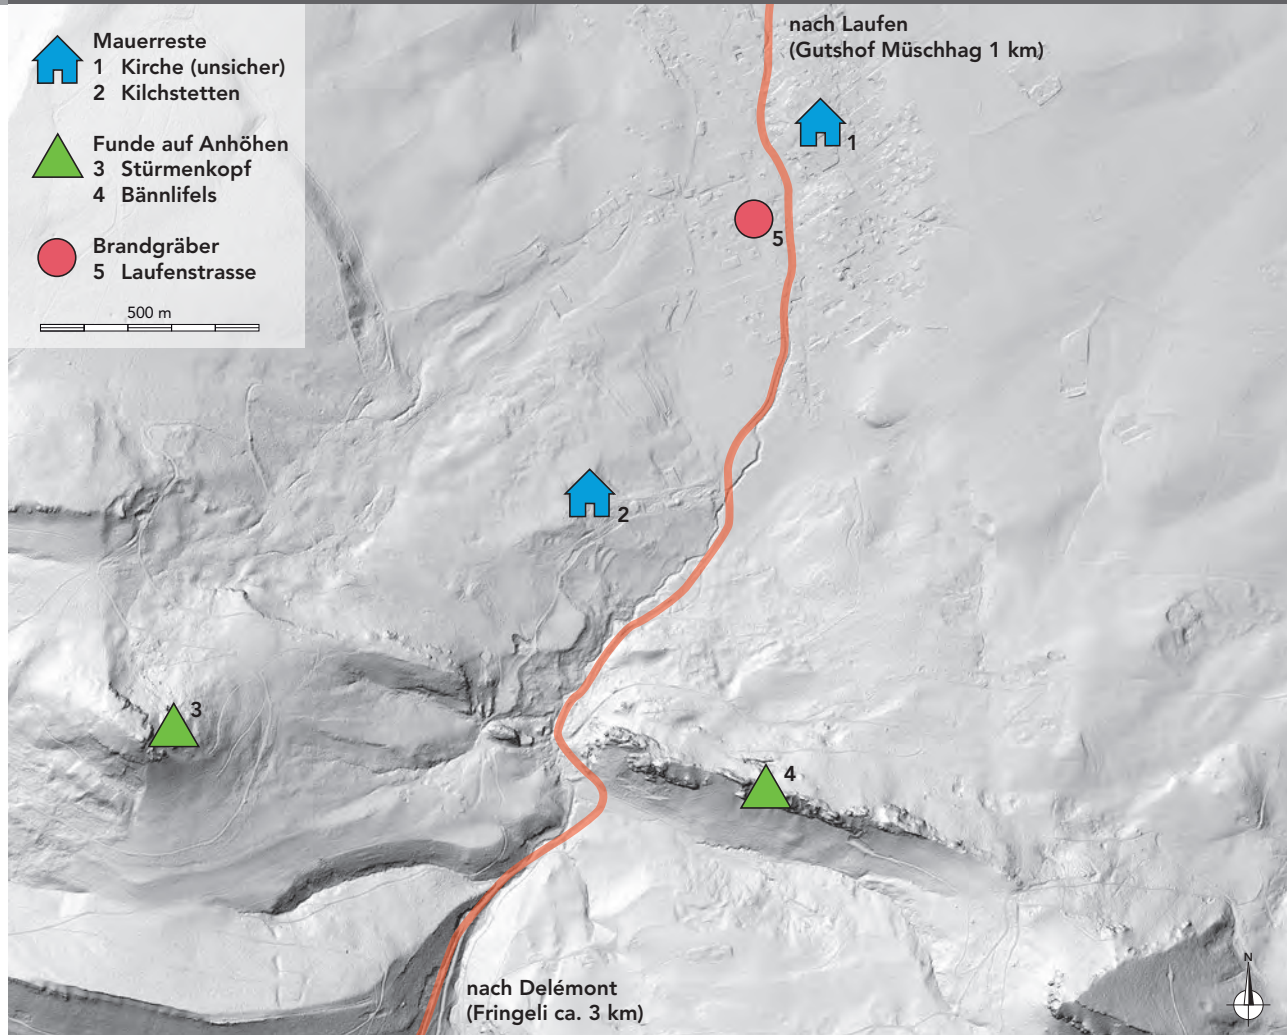 Mauerreste
1 Kirche (unsicher)
2 Kilchstetten
Funde auf Anhöhen
3 Stürmenkopf
4 Bännlifels
Brandgräber
5 Laufenstrasse
500 m
nach Laufen
(Gutshof Müschhag 1 km)
1
5
2
3
4
nach Delémont
(Fringeli ca. 3 km)
N